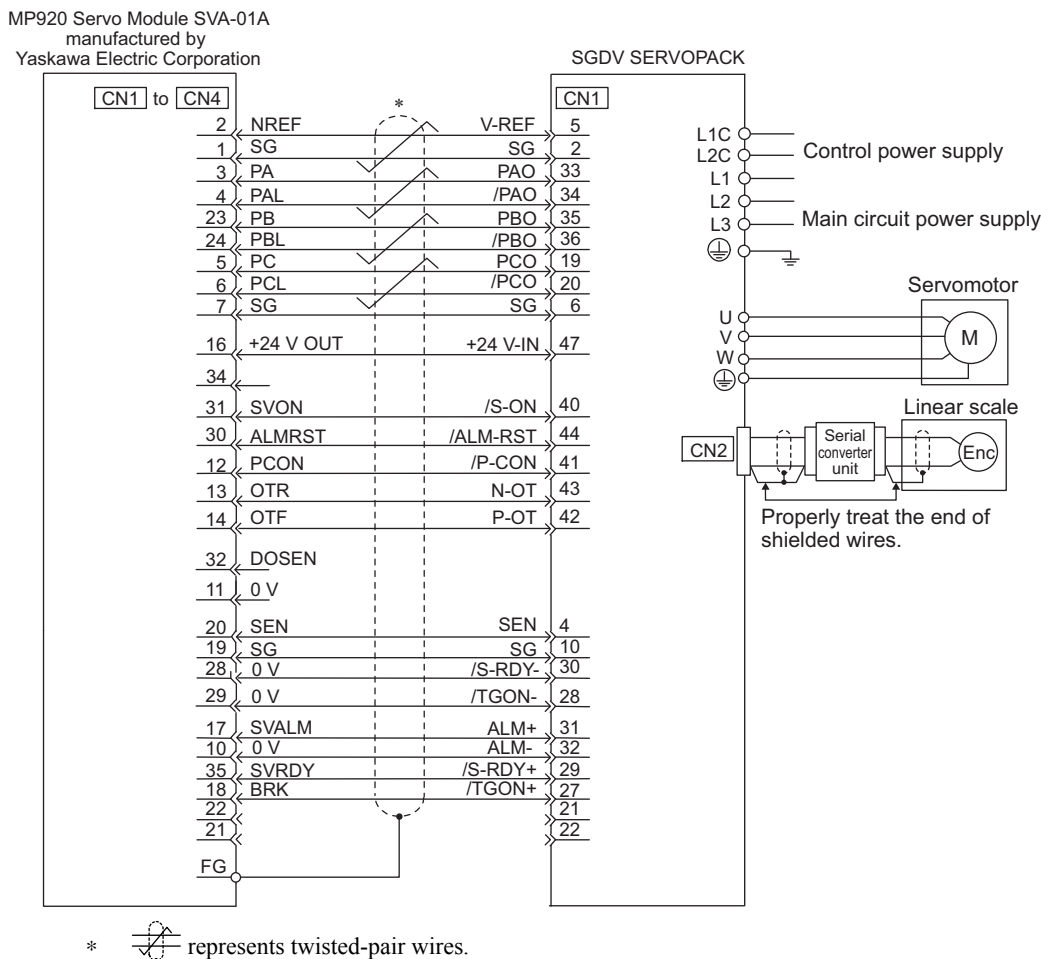 MP920 Servo Module SVA-01A
manufactured by
Yaskawa Electric Corporation
SGDV SERVOPACK
CN1 to CN4
*
CN1
2 NREF V-REF 5
1 SG SG 2
3 PA PAO 33
4 PAL /PAO 34
23 PB PBO 35
24 PBL /PBO 36
5 PC PCO 19
6 PCL /PCO 20
7 SG SG 6
16 +24 V OUT +24 V-IN 47
34
31 SVON /S-ON 40
30 ALMRST /ALM-RST 44
12 PCON /P-CON 41
13 OTR N-OT 43
14 OTF P-OT 42
32 DOSEN
11 0 V
20 SEN SEN 4
19 SG SG 10
28 0 V /S-RDY- 30
29 0 V /TGON- 28
17 SVALM ALM+ 31
10 0 V ALM- 32
35 SVRDY /S-RDY+ 29
18 BRK /TGON+ 27
22 21
21 22
FG
L1C
L2C
Control power supply
L1
L2
L3
Main circuit power supply
Servomotor
U
V
W
M
Linear scale
CN2
Serial
converter
unit
Enc
Properly treat the end of
shielded wires.
* represents twisted-pair wires.